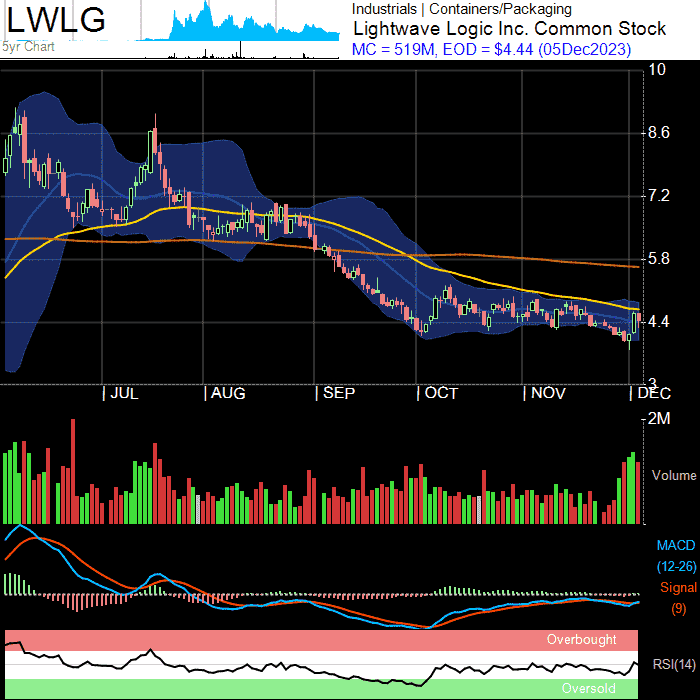 LWLG
5yr Chart
Industrials | Containers/Packaging
Lightwave Logic Inc. Common Stock
MC = 519M, EOD = $4.44 (05Dec2023)
10
8.6
7.2
5.8
4.4
3
JUL AUG SEP OCT NOV DEC
2M
Volume
MACD
(12-26)
Signal
(9)
Overbought
RSI(14)
Oversold